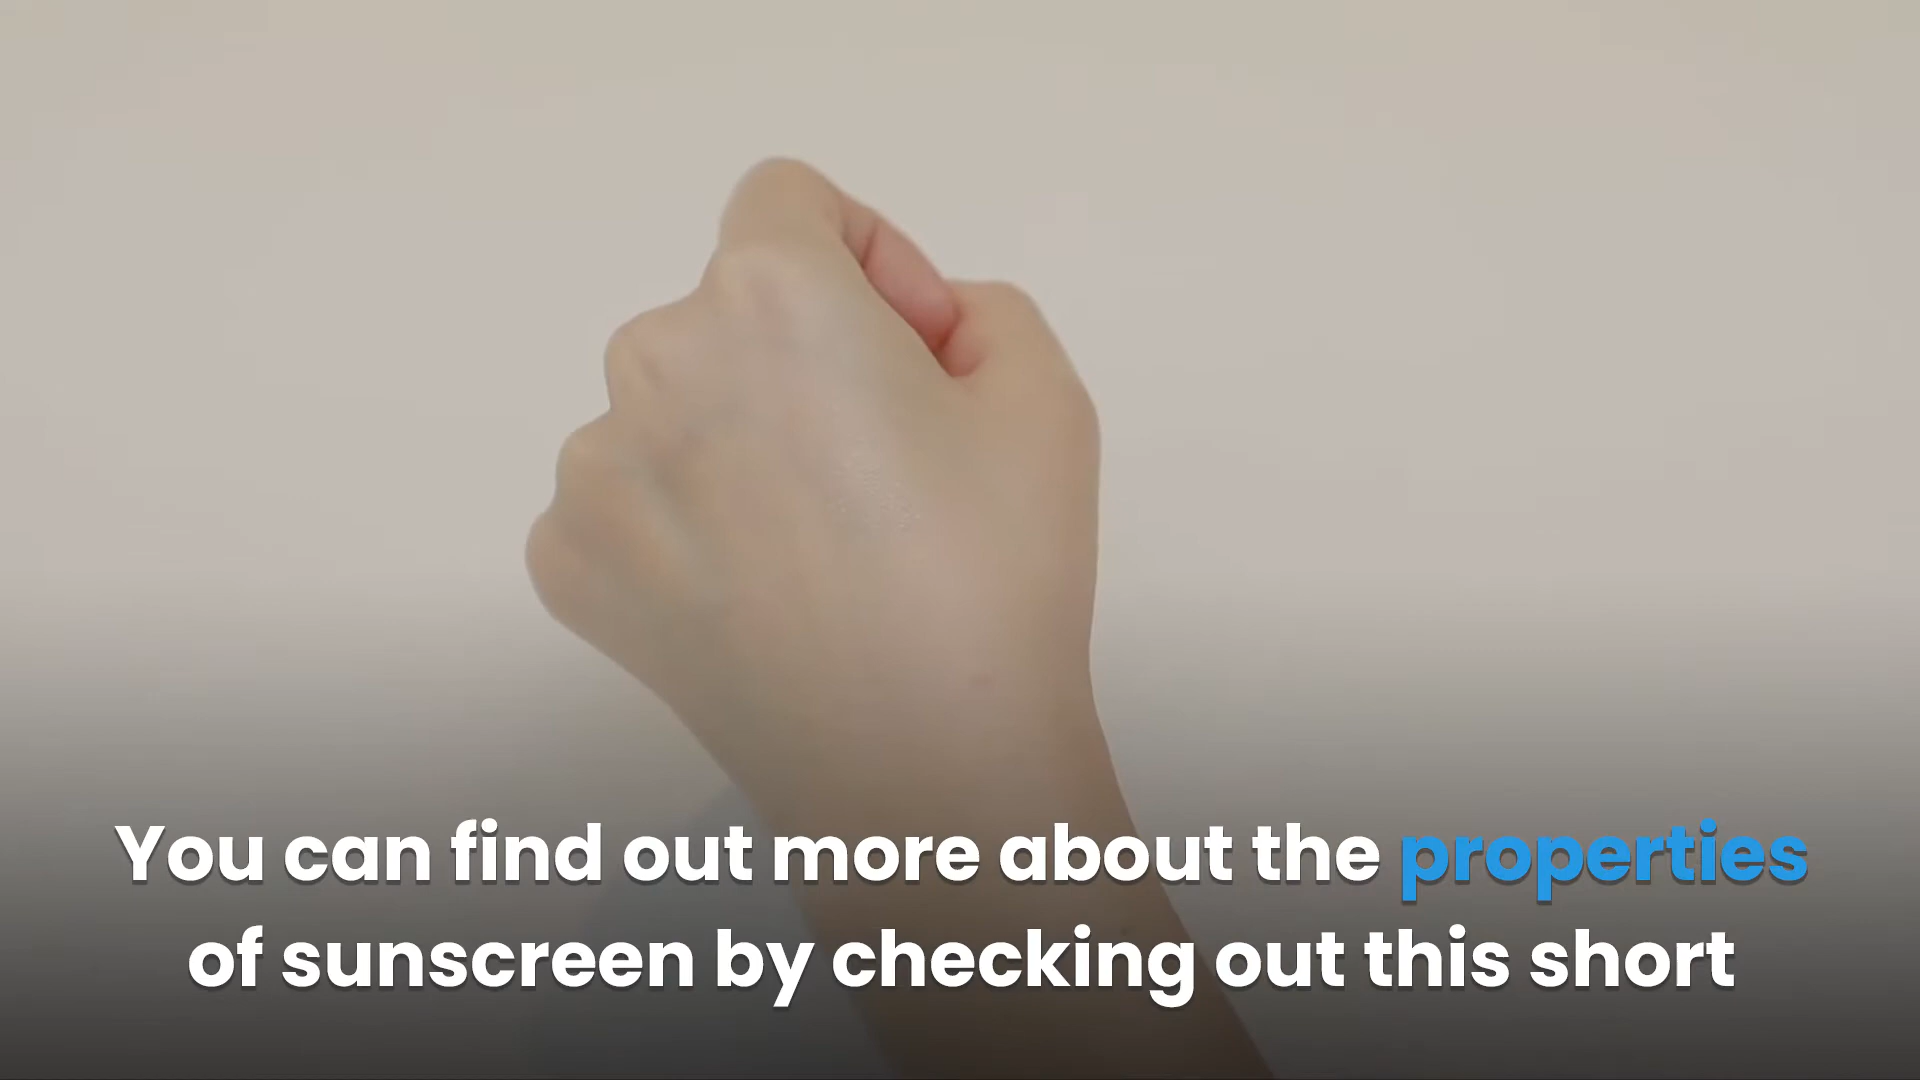 You can find out more about the properties
of sunscreen by checking out this short